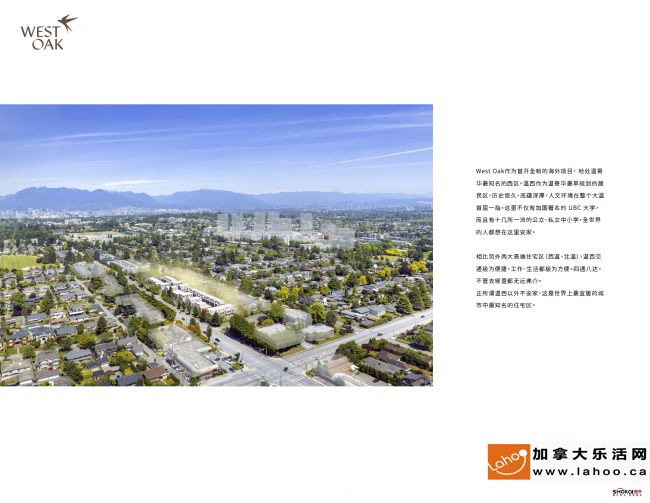 WEST
OAK
West Oak作为首开全新的海外项目，地处温哥
华最知名的西区。温西作为温哥华最早规划的居
民区，历史悠久、底蕴深厚，人文环境在整个大温
首屈一指。这里不仅有加国著名的 UBC 大学，
而且有十几所一流的公立、私立中小学，全世界
的人都想在这里安家。
相比另外两大高端住宅区（西温、北温），温西交
通极为便捷，工作、生活都极为方便，四通八达。
不管去哪里都无远弗介。
正所谓温西以外不安家，这是世界上最宜居的城
市中最知名的住宅区。
Lahoo
加拿大乐活网
www.lahoo.ca